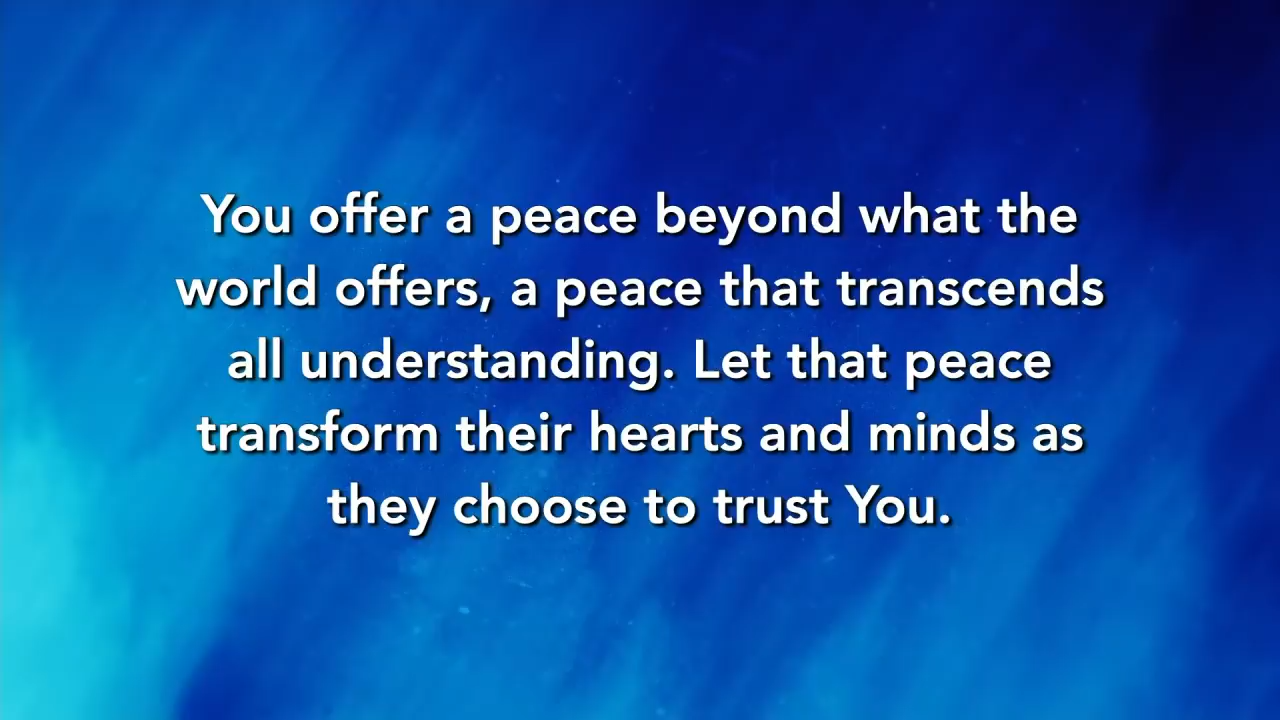 You offer a peace beyond what the
world offers, a peace that transcends
all understanding. Let that peace
transform their hearts and minds as
they choose to trust You.